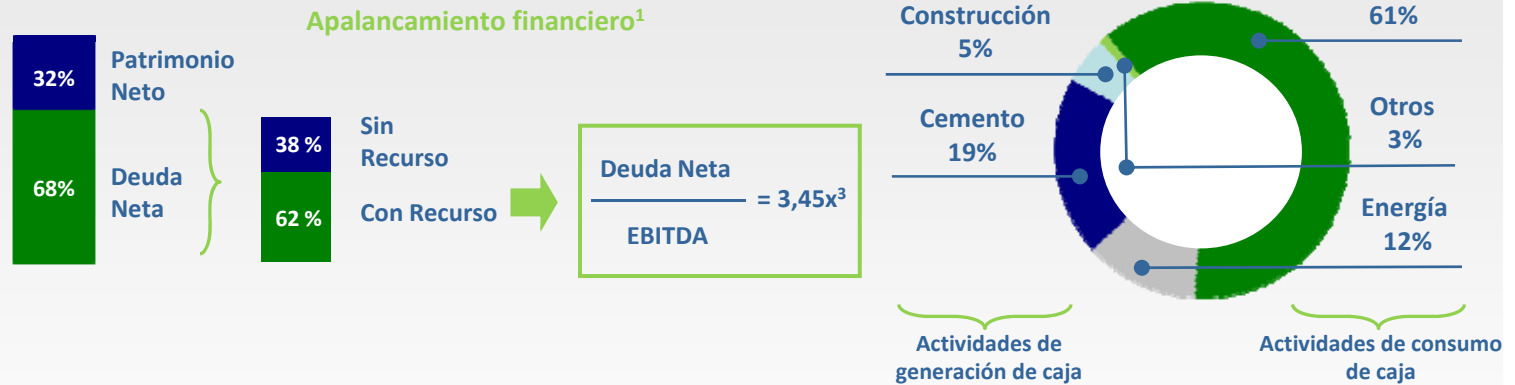 Apalancamiento financiero¹
32%
Patrimonio
Neto
68%
Deuda
Neta
38 %
Sin
Recurso
62 %
Con Recurso
Deuda Neta
EBITDA
= 3,45x³
Construcción
5%
Cemento
19%
61%
Otros
3%
Energía
12%
Actividades de
generación de caja
Actividades de consumo
de caja